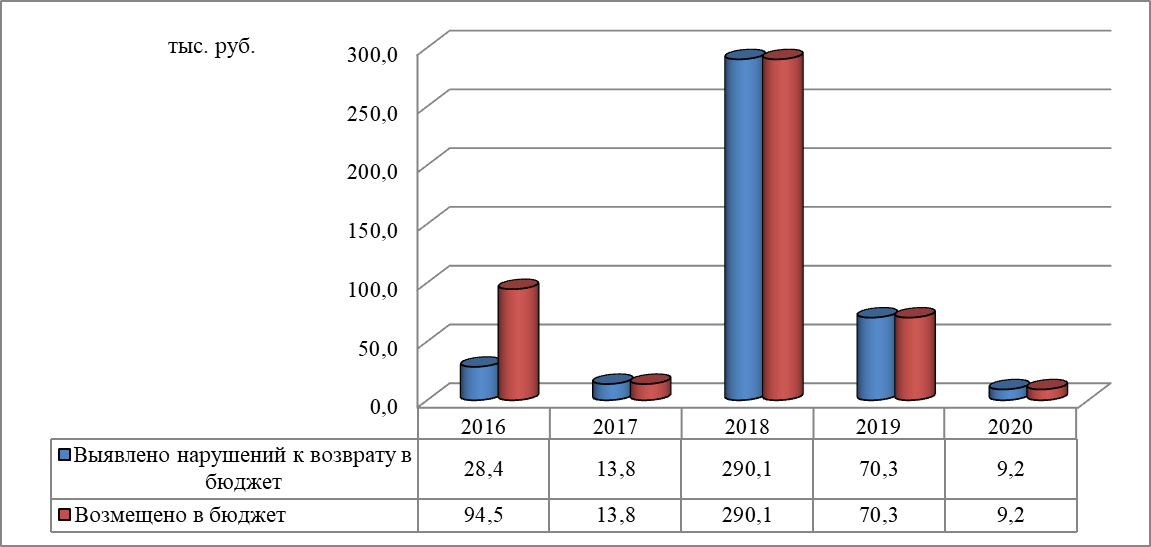 тыс. руб.
300,0
250,0
200,0
150,0
100,0
50,0
0,0
2016 2017 2018 2019 2020
Выявлено нарушений к возврату в
бюджет
28,4 13,8 290,1 70,3 9,2
Возмещено в бюджет 94,5 13,8 290,1 70,3 9,2